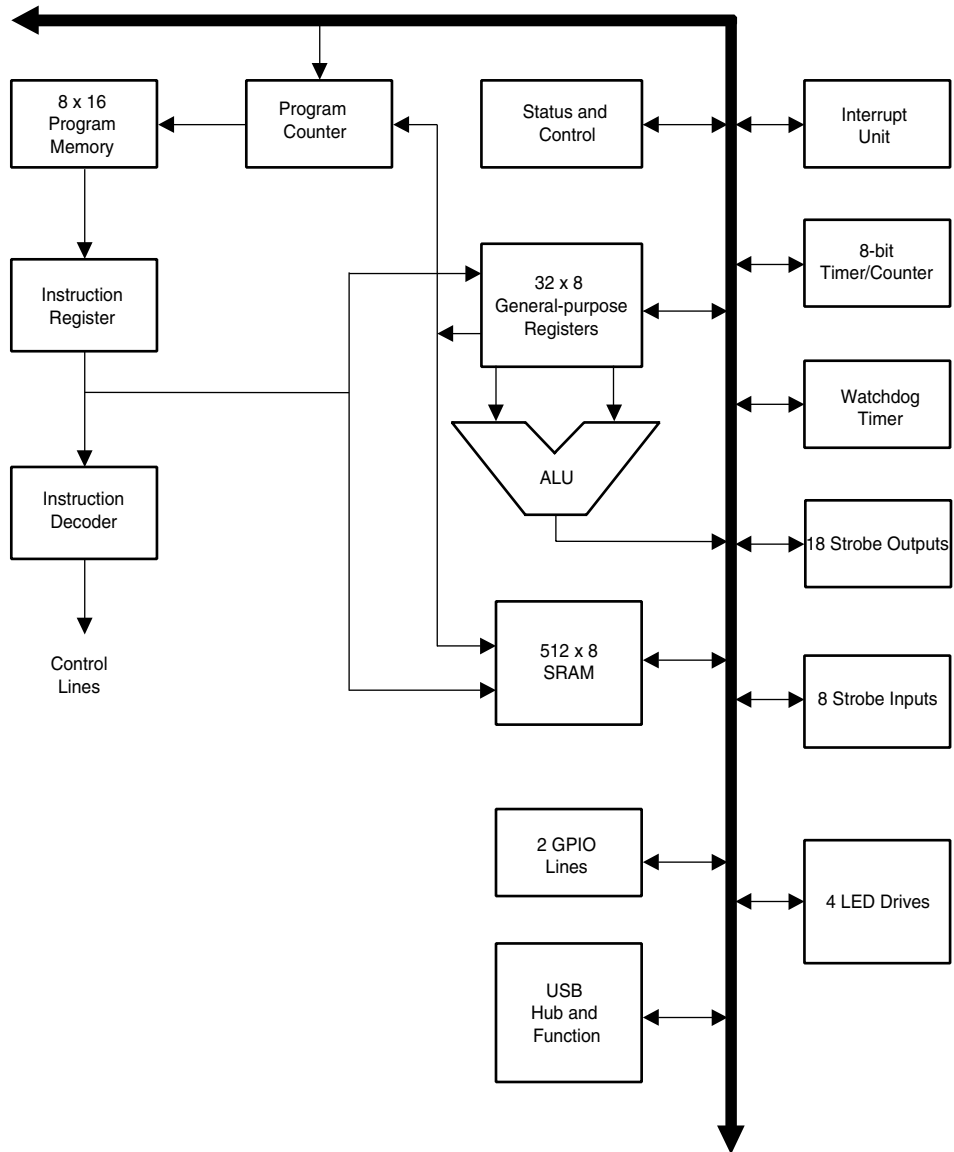 8 x 16
Program
Memory
Program
Counter
Status and
Control
Interrupt
Unit
8-bit
Timer/Counter
Instruction
Register
32 x 8
General-purpose
Registers
Watchdog
Timer
ALU
Instruction
Decoder
18 Strobe Outputs
Control
Lines
512 x 8
SRAM
8 Strobe Inputs
2 GPIO
Lines
4 LED Drives
USB
Hub and
Function